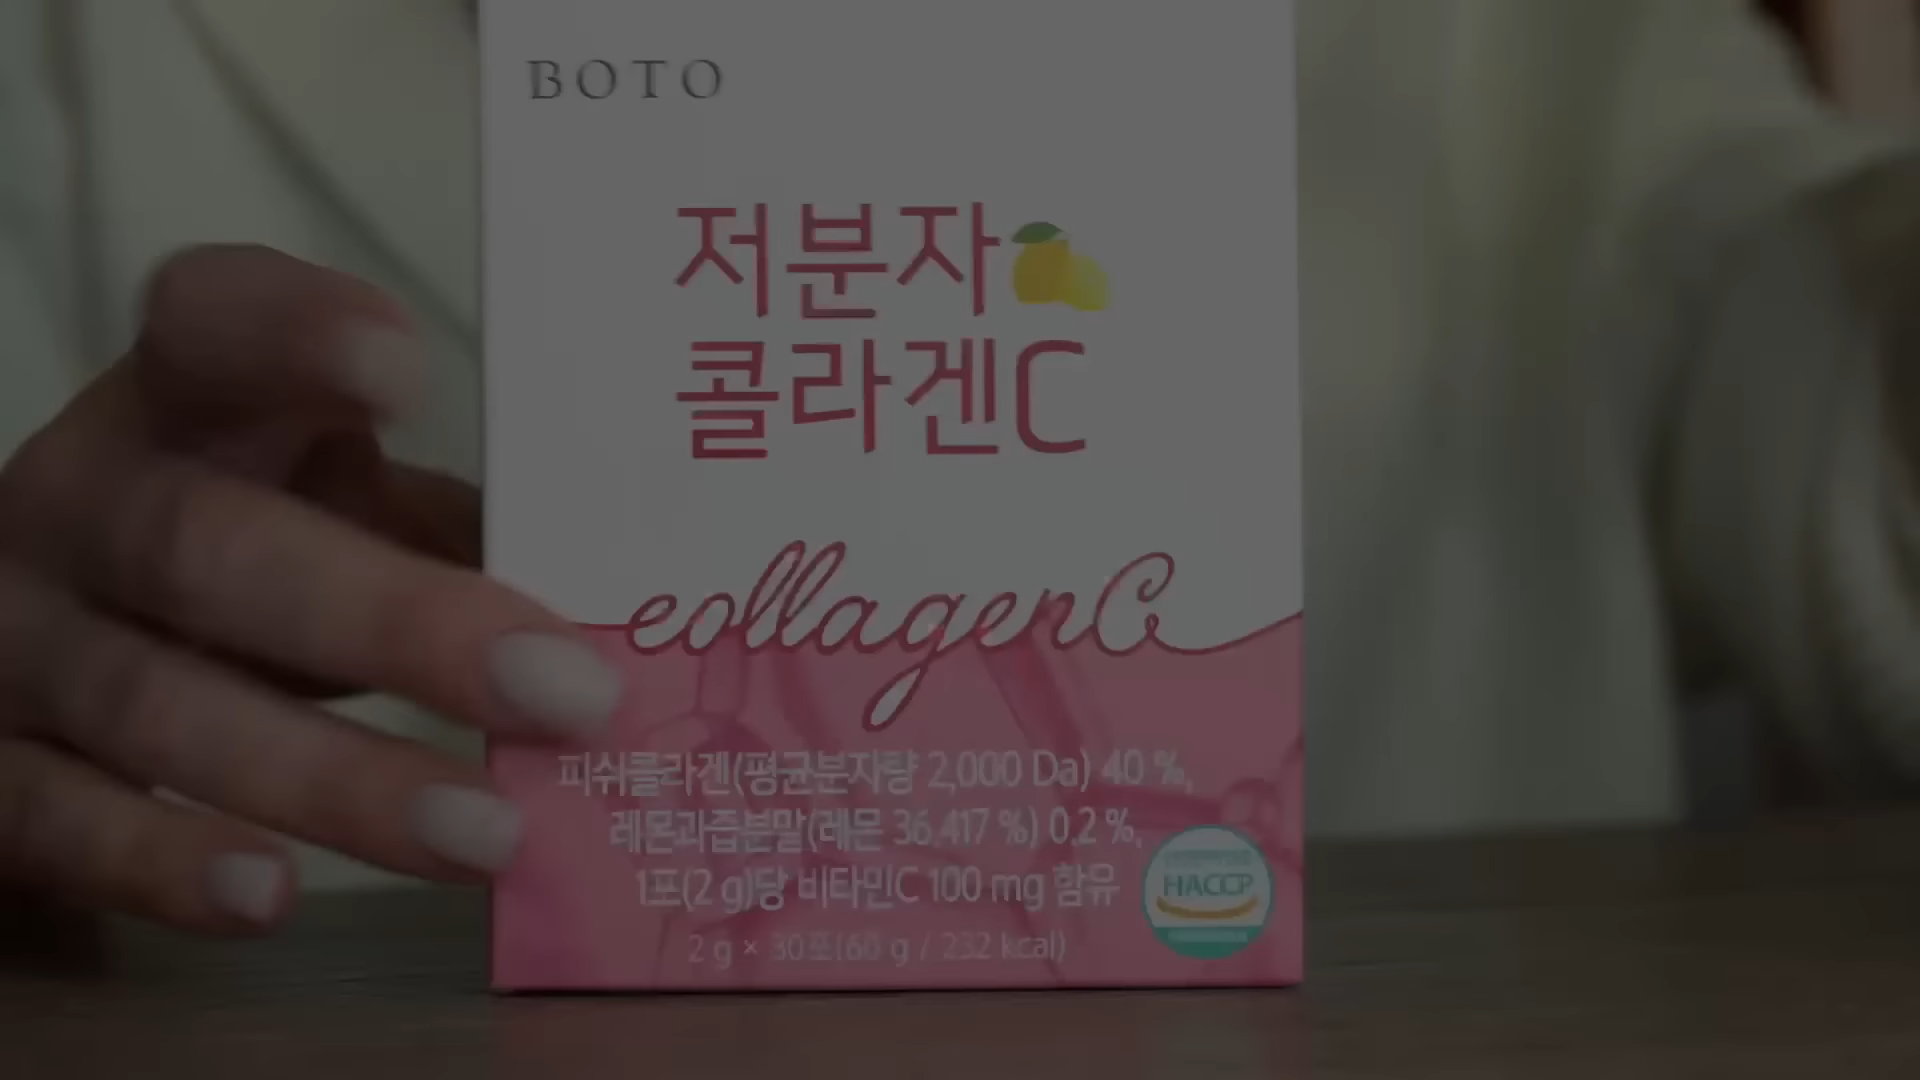 BOTO
저분자
콜라겐C
collagenC
피쉬콜라겐(평균분자량 2,000 Da) 40 %,
레몬과즙분말(레몬 36.417 %) 0.2 %,
1포(2 g)당 비타민C 100 mg 함유
HACCP
2 g × 30포(60 g / 232 kcal)